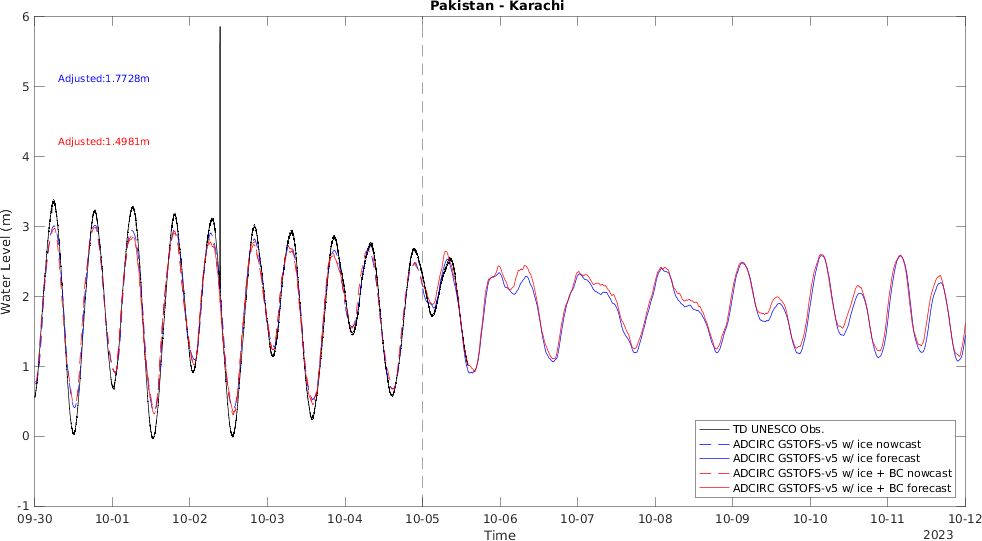 Pakistan - Karachi
6
5
4
3
2
1
0
-1
Water Level (m)
Adjusted:1.7728m
Adjusted:1.4981m
TD UNESCO Obs.
ADCIRC GSTOFS-v5 w/ ice nowcast
ADCIRC GSTOFS-v5 w/ ice forecast
ADCIRC GSTOFS-v5 w/ ice + BC nowcast
ADCIRC GSTOFS-v5 w/ ice + BC forecast
09-30 10-01 10-02 10-03 10-04 10-05 10-06 10-07 10-08 10-09 10-10 10-11 10-12
Time
2023